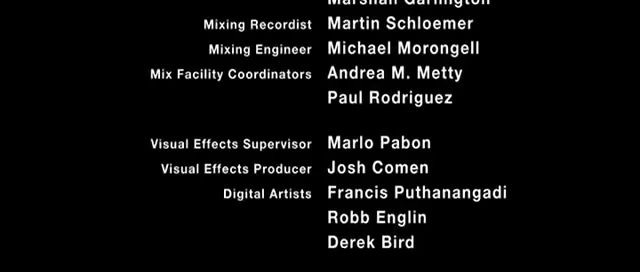 Marshall Garlington
Mixing Recordist Martin Schloemer
Mixing Engineer Michael Morongell
Mix Facility Coordinators Andrea M. Metty
Paul Rodriguez
Visual Effects Supervisor Marlo Pabon
Visual Effects Producer Josh Comen
Digital Artists Francis Puthanangadi
Robb Englin
Derek Bird